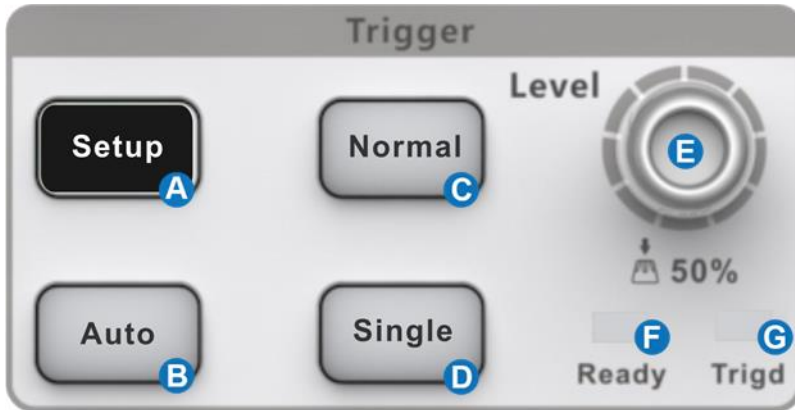 Trigger
Level
Setup
A
Normal
C
E
50%
Auto
B
Single
D
F
G
Ready
Trigd